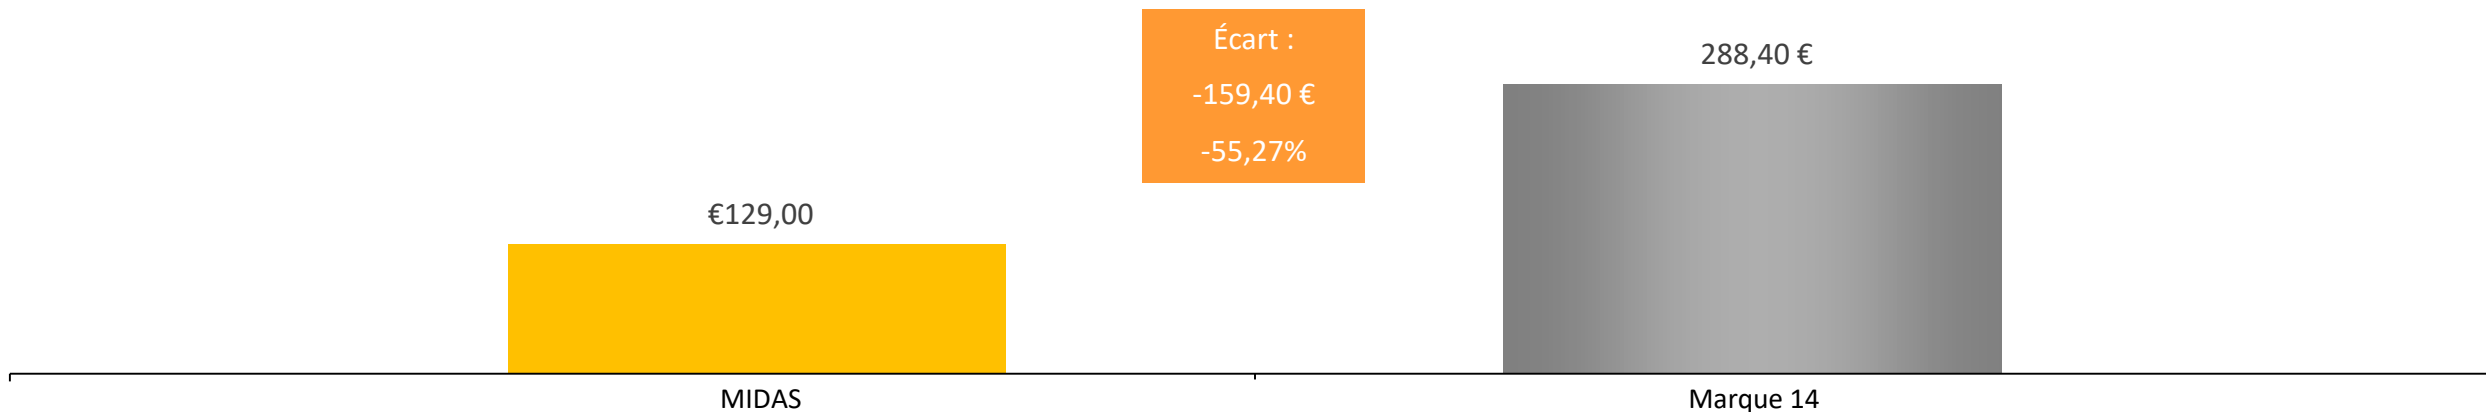 Écart :
-159,40 €
-55,27%
288,40 €
€129,00
MIDAS
Marque 14